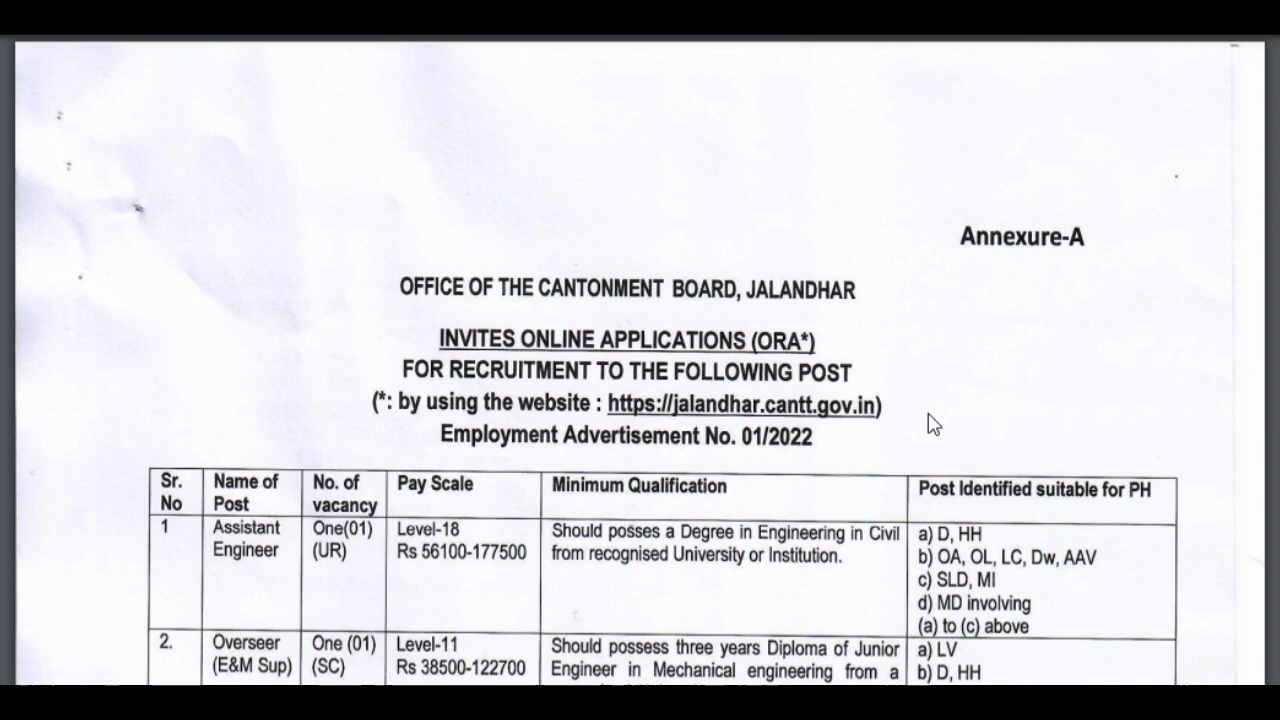 Annexure-A
OFFICE OF THE CANTONMENT BOARD, JALANDHAR
INVITES ONLINE APPLICATIONS (ORA*)
FOR RECRUITMENT TO THE FOLLOWING POST
(*: by using the website : https://jalandhar.cantt.gov.in)
Employment Advertisement No. 01/2022
Sr. No
Name of Post
No. of vacancy
Pay Scale
Minimum Qualification
Post Identified suitable for PH
1
Assistant
Engineer
One(01)
(UR)
Level-18
Rs 56100-177500
Should posses a Degree in Engineering in Civil
from recognised University or Institution.
a) D, HH
b) OA, OL, LC, Dw, AAV
c) SLD, MI
d) MD involving
(a) to (c) above
2.
Overseer
(E&M Sup)
One (01)
(SC)
Level-11
Rs 38500-122700
Should possess three years Diploma of Junior
Engineer in Mechanical engineering from a
a) LV
b) D, HH